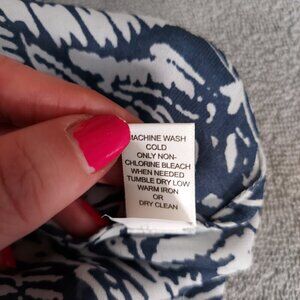 MACHINE WASH
COLD
ONLY NON-
CHLORINE BLEACH
WHEN NEEDED
TUMBLE DRY LOW
WARM IRON
OR
DRY CLEAN